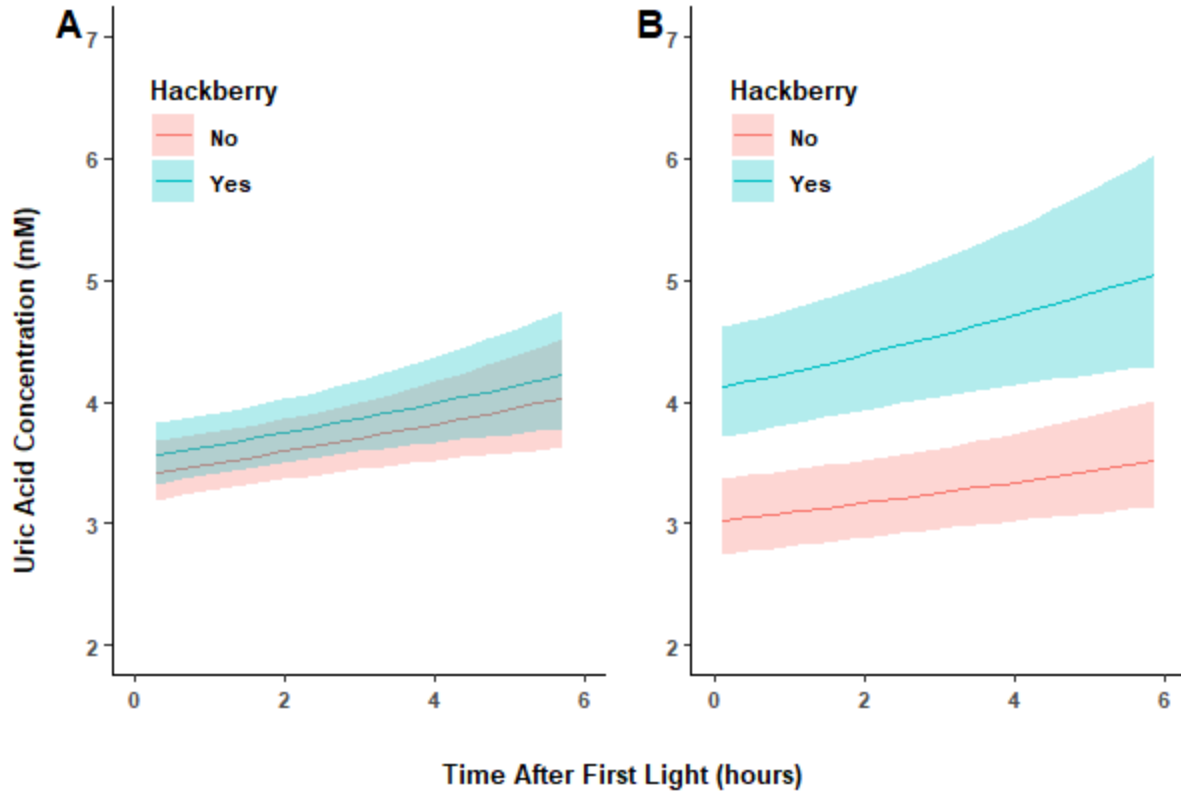 A
7
6
5
4
3
2
Hackberry
No
Yes
0 2 4 6
B
7
6
5
4
3
2
Hackberry
No
Yes
0 2 4 6
Uric Acid Concentration (mM)
Time After First Light (hours)